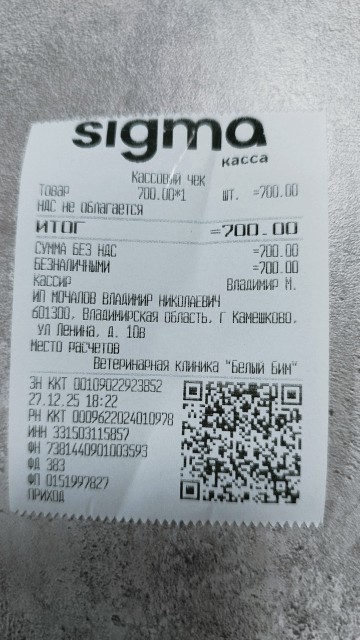 sigma
касса
Кассовый чек
Товар 700.00*1 шт. =700.00
НДС не облагается
ИТОГ =700.00
СУММА БЕЗ НДС =700.00
БЕЗНАЛИЧНЫМИ =700.00
Кассир Владимир М.
ИП МОЧАЛОВ ВЛАДИМИР НИКОЛАЕВИЧ
601300, Владимирская область, г Камешково,
ул Ленина, д. 10в
Место расчетов
Ветеринарная клиника "Белый Бим"
ЗН ККТ 00109022923852
27.12.25 18:22
РН ККТ 0009622024010978
ИНН 331503115857
ФН 7381440901003593
ФД 383
ФП 0151997827
ПРИХОД